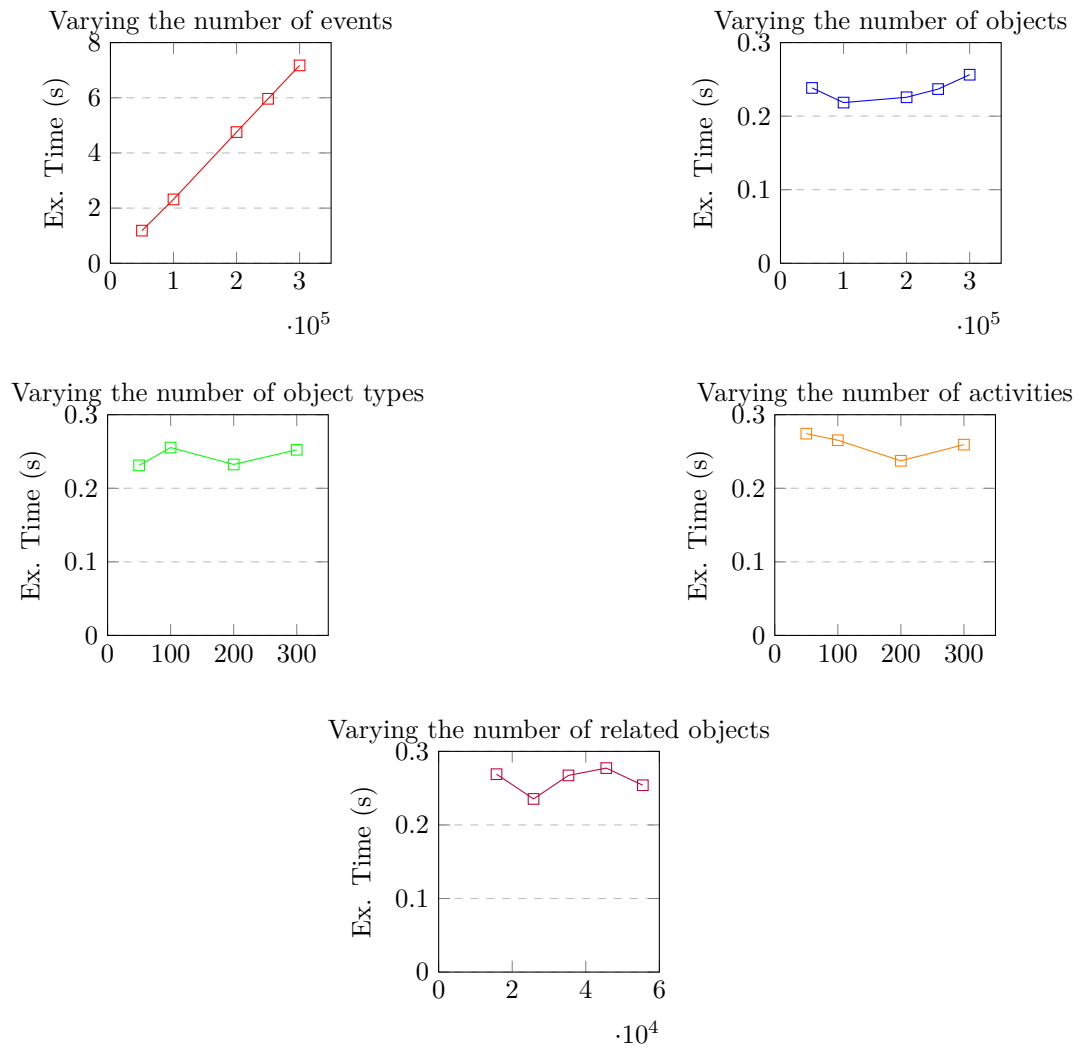 Varying the number of events
Ex. Time (s)
8
6
4
2
0
0 1 2 3
·10^5
Varying the number of objects
Ex. Time (s)
0.3
0.2
0.1
0
0 1 2 3
·10^5
Varying the number of object types
Ex. Time (s)
0.3
0.2
0.1
0
0 100 200 300
Varying the number of activities
Ex. Time (s)
0.3
0.2
0.1
0
0 100 200 300
Varying the number of related objects
Ex. Time (s)
0.3
0.2
0.1
0
0 2 4 6
·10^4